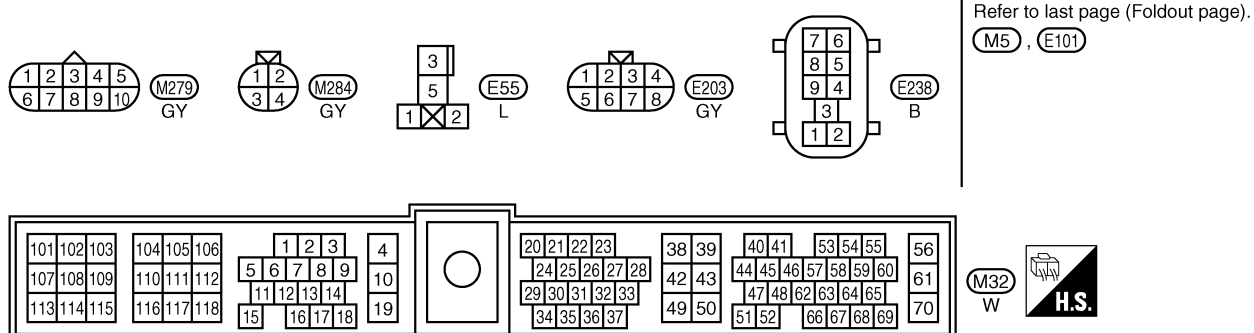 Refer to last page (Foldout page).
M5 , E101
1 2 3 4 5
6 7 8 9 10
M279
GY
1 2
3 4
M284
GY
3
5
1 2
E55
L
1 2 3 4
5 6 7 8
E203
GY
7 6
8 5
9 4
3
1 2
E238
B
101 102 103
107 108 109
113 114 115
104 105 106
110 111 112
116 117 118
1 2 3
5 6 7 8 9
11 12 13 14
15 16 17 18
4
10
19
20 21 22 23
24 25 26 27 28
29 30 31 32 33
34 35 36 37
38 39
42 43
49 50
40 41 53 54 55
44 45 46 57 58 59 60
47 48 62 63 64 65
51 52 66 67 68 69
56
61
70
M32
W
H.S.